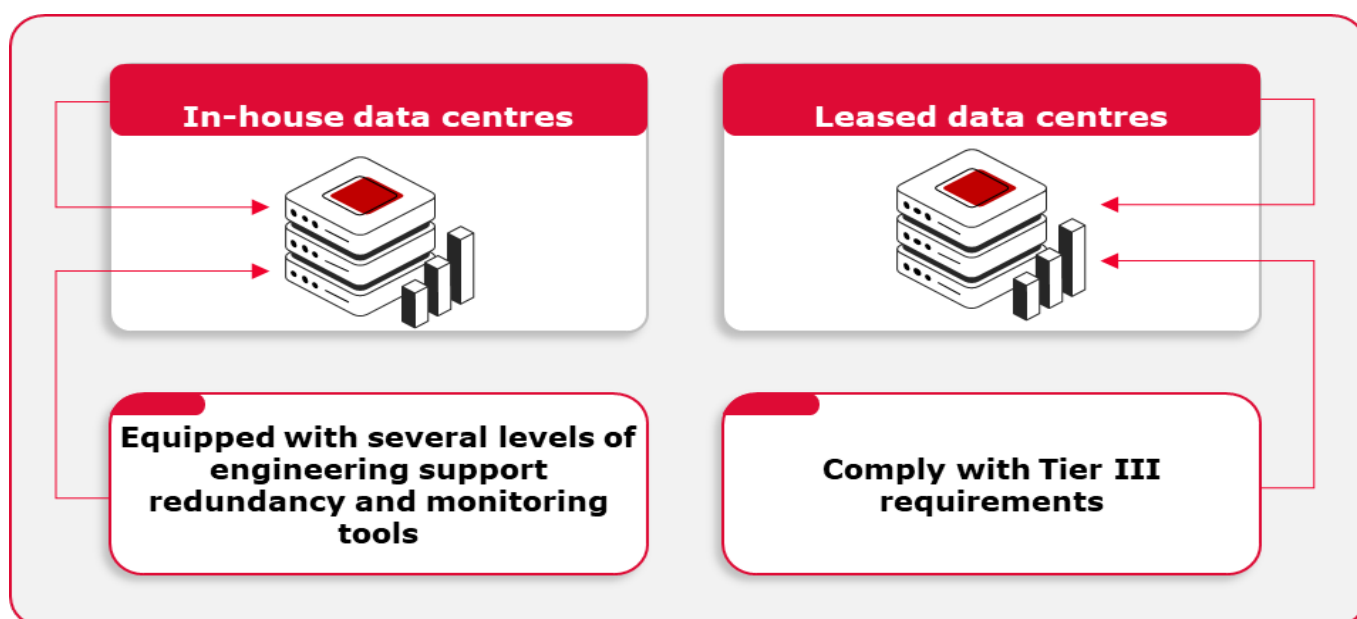 In-house data centres
Leased data centres
Equipped with several levels of
engineering support
redundancy and monitoring
tools
Comply with Tier III
requirements